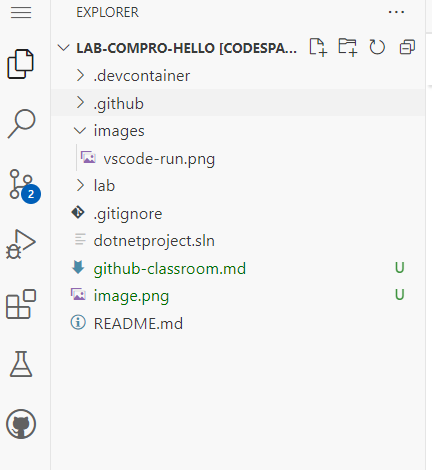 EXPLORER
LAB-COMPRO-HELLO [CODESPA...
.devcontainer
.github
images
vscode-run.png
lab
2
.gitignore
dotnetproject.sln
github-classroom.md U
image.png U
README.md